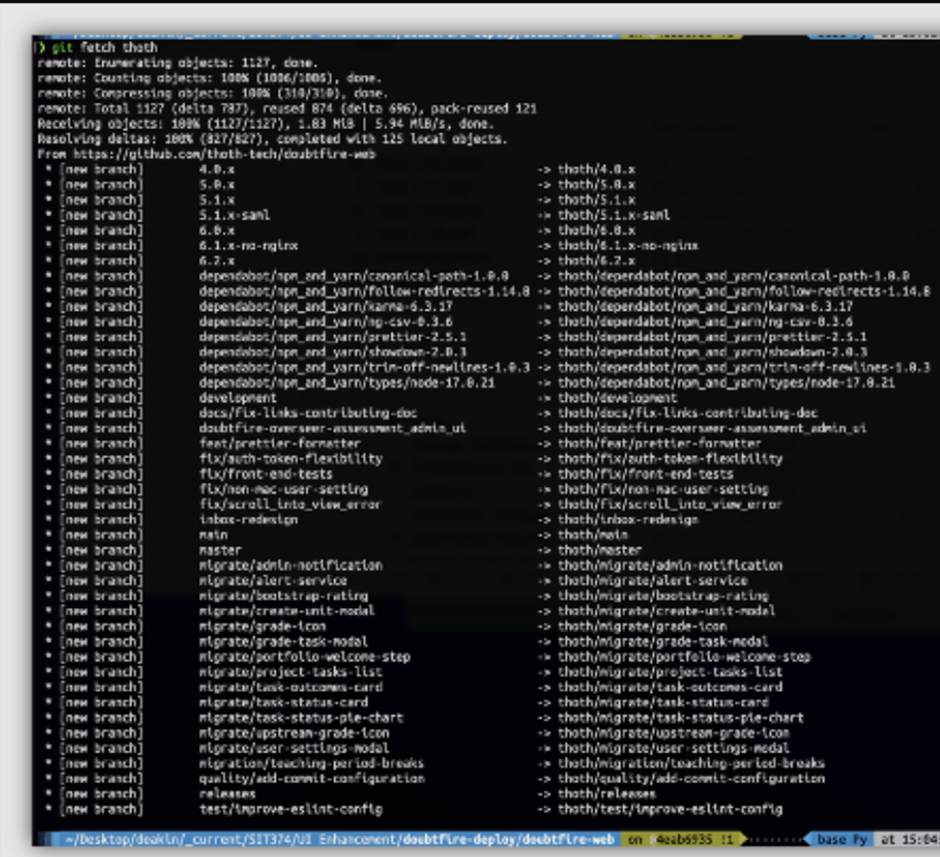 git fetch thoth
remote: Enumerating objects: 1127, done.
remote: Counting objects: 100% (1006/1006), done.
remote: Compressing objects: 100% (310/310), done.
remote: Total 1127 (delta 787), reused 874 (delta 696), pack-reused 121
Receiving objects: 100% (1127/1127), 1.83 MiB | 5.94 MiB/s, done.
Resolving deltas: 100% (827/827), completed with 125 local objects.
From https://github.com/thoth-tech/doubtfire-web
* [new branch] 4.0.x -> thoth/4.0.x
* [new branch] 5.0.x -> thoth/5.0.x
* [new branch] 5.1.x -> thoth/5.1.x
* [new branch] 5.1.x-saml -> thoth/5.1.x-saml
* [new branch] 6.0.x -> thoth/6.0.x
* [new branch] 6.1.x-no-nginx -> thoth/6.1.x-no-nginx
* [new branch] 6.2.x -> thoth/6.2.x
* [new branch] dependabot/npm_and_yarn/canonical-path-1.0.0 -> thoth/dependabot/npm_and_yarn/canonical-path-1.0.0
* [new branch] dependabot/npm_and_yarn/follow-redirects-1.14.8 -> thoth/dependabot/npm_and_yarn/follow-redirects-1.14.8
* [new branch] dependabot/npm_and_yarn/karma-6.3.17 -> thoth/dependabot/npm_and_yarn/karma-6.3.17
* [new branch] dependabot/npm_and_yarn/ng-csv-0.3.6 -> thoth/dependabot/npm_and_yarn/ng-csv-0.3.6
* [new branch] dependabot/npm_and_yarn/prettier-2.5.1 -> thoth/dependabot/npm_and_yarn/prettier-2.5.1
* [new branch] dependabot/npm_and_yarn/showdown-2.0.3 -> thoth/dependabot/npm_and_yarn/showdown-2.0.3
* [new branch] dependabot/npm_and_yarn/trim-off-newlines-1.0.3 -> thoth/dependabot/npm_and_yarn/trim-off-newlines-1.0.3
* [new branch] dependabot/npm_and_yarn/types/node-17.0.21 -> thoth/dependabot/npm_and_yarn/types/node-17.0.21
* [new branch] development -> thoth/development
* [new branch] docs/fix-links-contributing-doc -> thoth/docs/fix-links-contributing-doc
* [new branch] doubtfire-overseer-assessment_admin_ui -> thoth/doubtfire-overseer-assessment_admin_ui
* [new branch] feat/prettier-formatter -> thoth/feat/prettier-formatter
* [new branch] fix/auth-token-flexibility -> thoth/fix/auth-token-flexibility
* [new branch] fix/front-end-tests -> thoth/fix/front-end-tests
* [new branch] fix/non-mac-user-setting -> thoth/fix/non-mac-user-setting
* [new branch] fix/scroll_into_view_error -> thoth/fix/scroll_into_view_error
* [new branch] inbox-redesign -> thoth/inbox-redesign
* [new branch] main -> thoth/main
* [new branch] master -> thoth/master
* [new branch] migrate/admin-notification -> thoth/migrate/admin-notification
* [new branch] migrate/alert-service -> thoth/migrate/alert-service
* [new branch] migrate/bootstrap-rating -> thoth/migrate/bootstrap-rating
* [new branch] migrate/create-unit-modal -> thoth/migrate/create-unit-modal
* [new branch] migrate/grade-icon -> thoth/migrate/grade-icon
* [new branch] migrate/grade-task-modal -> thoth/migrate/grade-task-modal
* [new branch] migrate/portfolio-welcome-step -> thoth/migrate/portfolio-welcome-step
* [new branch] migrate/project-tasks-list -> thoth/migrate/project-tasks-list
* [new branch] migrate/task-outcomes-card -> thoth/migrate/task-outcomes-card
* [new branch] migrate/task-status-card -> thoth/migrate/task-status-card
* [new branch] migrate/task-status-pie-chart -> thoth/migrate/task-status-pie-chart
* [new branch] migrate/upstream-grade-icon -> thoth/migrate/upstream-grade-icon
* [new branch] migrate/user-settings-modal -> thoth/migrate/user-settings-modal
* [new branch] migration/teaching-period-breaks -> thoth/migration/teaching-period-breaks
* [new branch] quality/add-commit-configuration -> thoth/quality/add-commit-configuration
* [new branch] releases -> thoth/releases
* [new branch] test/improve-eslint-config -> thoth/test/improve-eslint-config
~/Desktop/deakin/_current/SIT374/UI Enhancement/doubtfire-deploy/doubtfire-web on 4eab6935 !1 base Py at 15:04